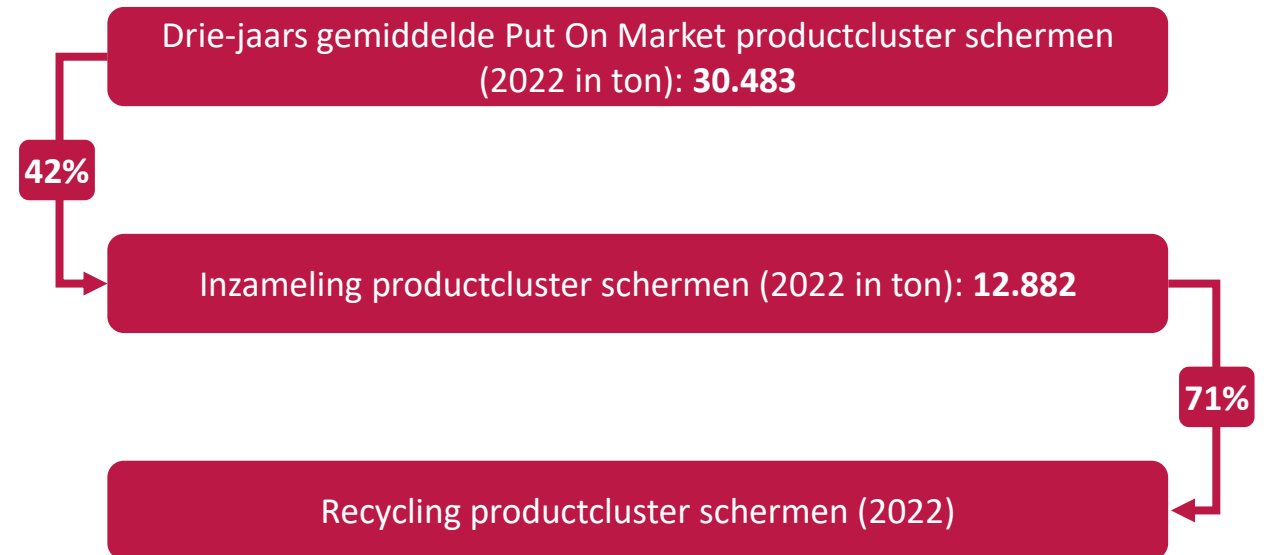 Drie-jaars gemiddelde Put On Market productcluster schermen
(2022 in ton): 30.483
42%
Inzameling productcluster schermen (2022 in ton): 12.882
71%
Recycling productcluster schermen (2022)